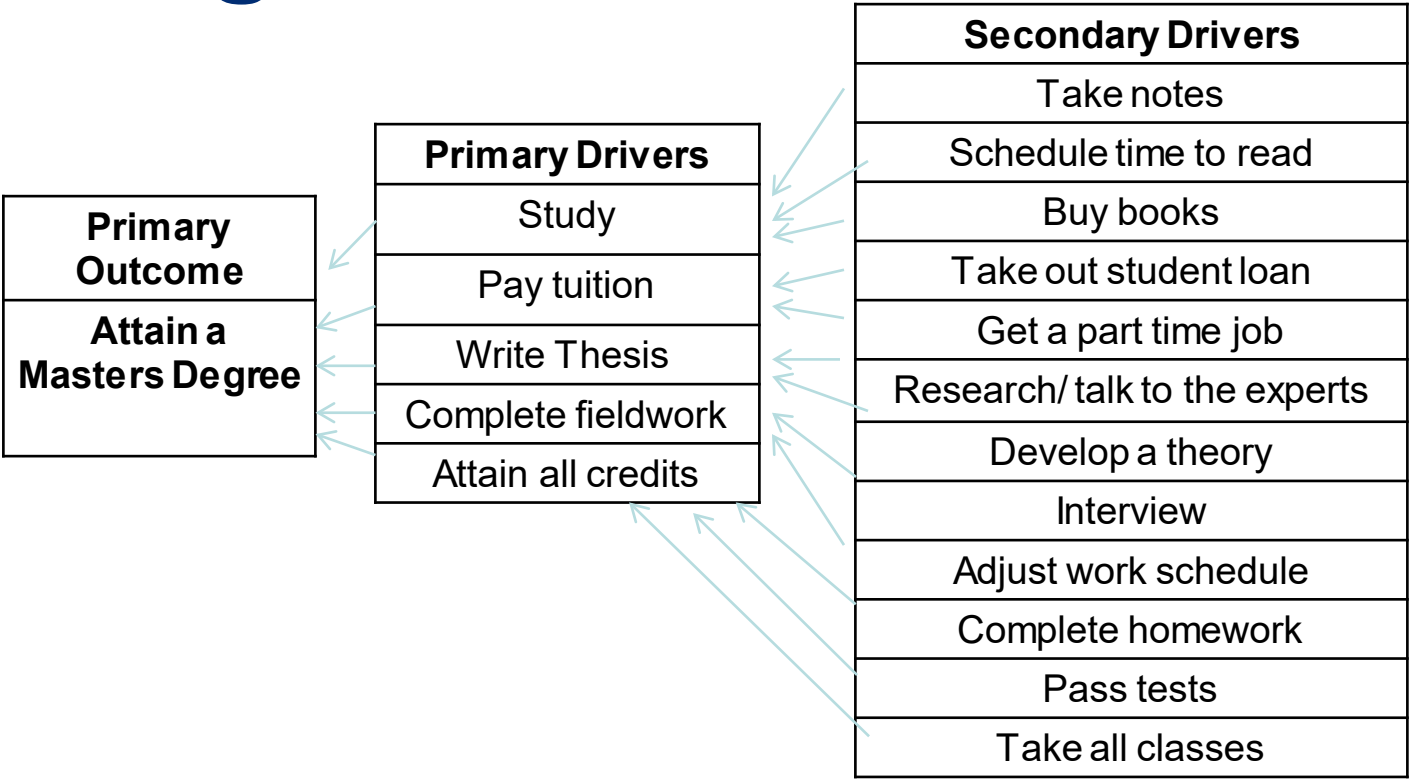 Primary
Outcome
Attain a
Masters Degree
Primary Drivers
Study
Pay tuition
Write Thesis
Complete fieldwork
Attain all credits
Secondary Drivers
Take notes
Schedule time to read
Buy books
Take out student loan
Get a part time job
Research/ talk to the experts
Develop a theory
Interview
Adjust work schedule
Complete homework
Pass tests
Take all classes